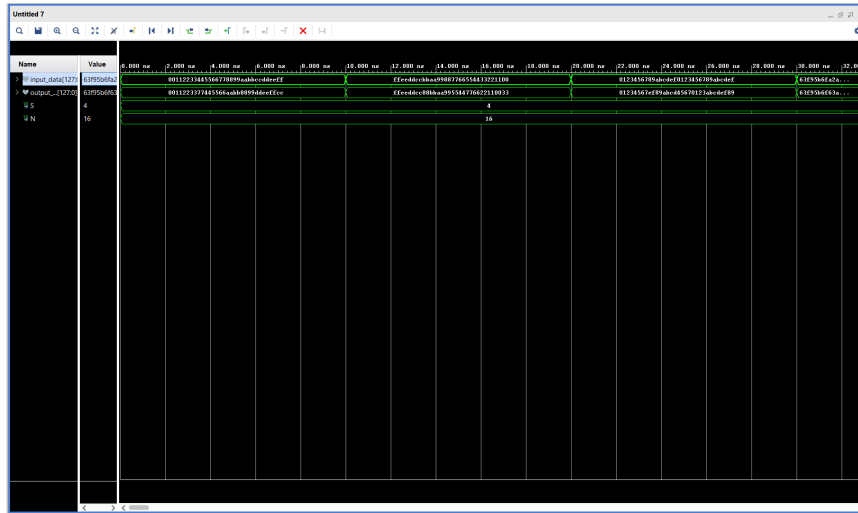 Untitled 7
Name Value 0.000 ns 2.000 ns 4.000 ns 6.000 ns 8.000 ns 10.000 ns 12.000 ns 14.000 ns 16.000 ns 18.000 ns 20.000 ns 22.000 ns 24.000 ns 26.000 ns 28.000 ns 30.000 ns 32.0
input_data[127:( 63f95b6fa2 00112233445566778899aabbccddeeff ffeeddccbbaa99887766554433221100 0123456789abcdef0123456789abcdef 63f95b6fa2a...
output_...[127:0] 63f95b6f63 0011223377445566aabb8899ddeeffcc ffeeddcc88bbaa995544776622110033 01234567ef89abcd45670123abcdef89 63f95b6f63a...
S 4 4
N 16 16